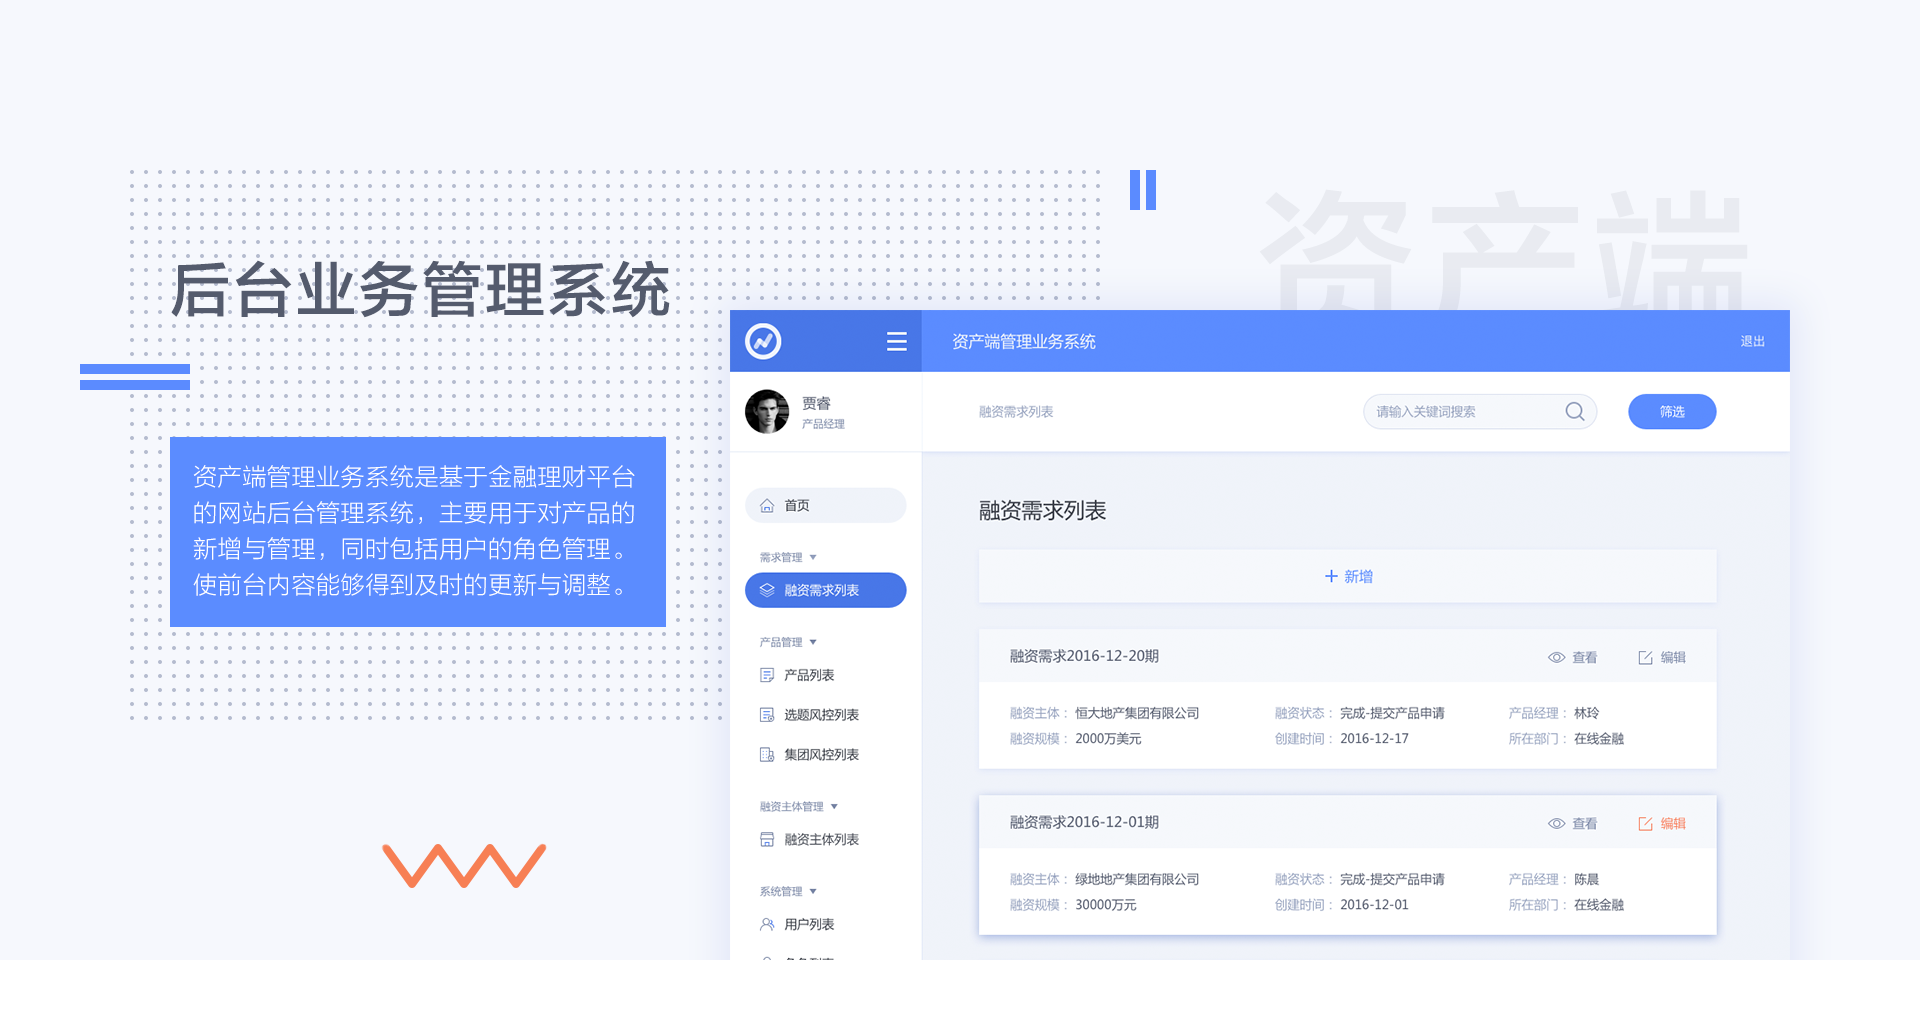 资产端
后台业务管理系统
资产端管理业务系统是基于金融理财平台
的网站后台管理系统，主要用于对产品的
新增与管理，同时包括用户的角色管理。
使前台内容能够得到及时的更新与调整。
资产端管理业务系统
退出
贾睿
产品经理
融资需求列表
请输入关键词搜索
筛选
首页
需求管理
融资需求列表
产品管理
产品列表
选题风控列表
集团风控列表
融资主体管理
融资主体列表
系统管理
用户列表
融资需求列表
新增
融资需求2016-12-20期
查看
编辑
融资主体： 恒大地产集团有限公司 融资状态： 完成-提交产品申请 产品经理： 林玲
融资规模： 2000万美元 创建时间： 2016-12-17 所在部门： 在线金融
融资需求2016-12-01期
查看
编辑
融资主体： 绿地地产集团有限公司 融资状态： 完成-提交产品申请 产品经理： 陈晨
融资规模： 30000万元 创建时间： 2016-12-01 所在部门： 在线金融